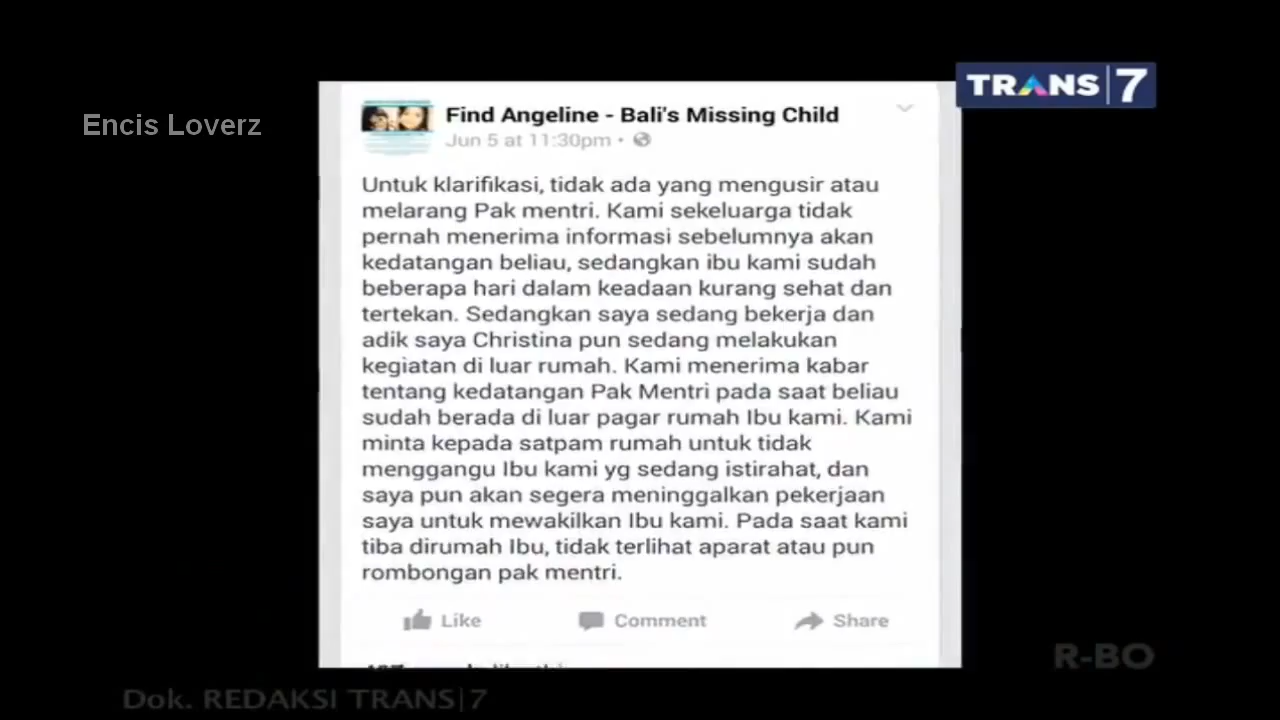 TRANS|7
Encis Loverz
Find Angeline - Bali's Missing Child
Jun 5 at 11:30pm •
Untuk klarifikasi, tidak ada yang mengusir atau
melarang Pak mentri. Kami sekeluarga tidak
pernah menerima informasi sebelumnya akan
kedatangan beliau, sedangkan ibu kami sudah
beberapa hari dalam keadaan kurang sehat dan
tertekan. Sedangkan saya sedang bekerja dan
adik saya Christina pun sedang melakukan
kegiatan di luar rumah. Kami menerima kabar
tentang kedatangan Pak Mentri pada saat beliau
sudah berada di luar pagar rumah Ibu kami. Kami
minta kepada satpam rumah untuk tidak
menggangu Ibu kami yg sedang istirahat, dan
saya pun akan segera meninggalkan pekerjaan
saya untuk mewakilkan Ibu kami. Pada saat kami
tiba dirumah Ibu, tidak terlihat aparat atau pun
rombongan pak mentri.
Like Comment Share
R-BO
Dok. REDAKSI TRANS|7